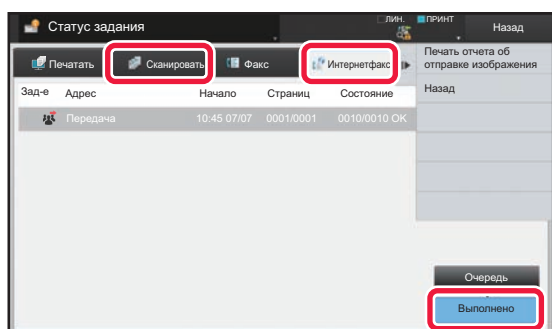 Статус задания
ЛИН.
ПРИНТ
Назад
Печатать
Сканировать
Факс
Интернетфакс
Печать отчета об
отправке изображения
Зад-е Адрес Начало Страниц Состояние
Назад
Передача 10:45 07/07 0001/0001 0010/0010 OK
Очередь
Выполнено